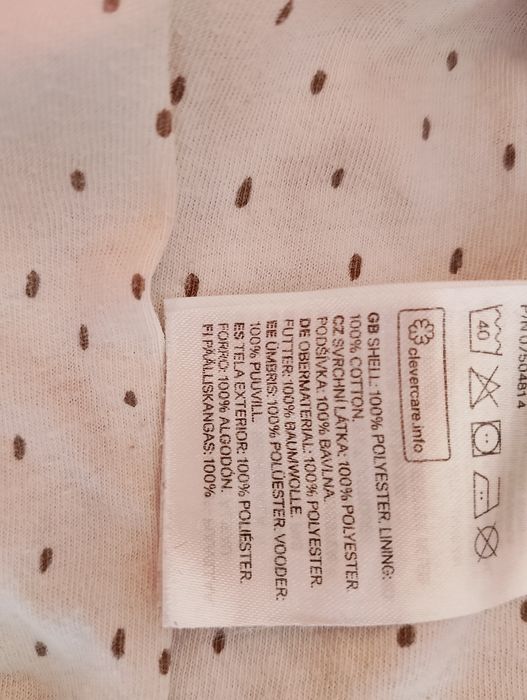 P/N 07504814
40
clevercare.info
GB SHELL: 100% POLYESTER. LINING:
100% COTTON.
CZ SVRCHNÍ LÁTKA: 100% POLYESTER
PODŠÍVKA: 100% BAVLNA.
DE OBERMATERIAL: 100% POLYESTER.
FUTTER: 100% BAUMWOLLE.
EE ÜMBRIS: 100% POLÜESTER. VOODER:
100% PUUVILL.
ES TELA EXTERIOR: 100% POLIÉSTER.
FORRO: 100% ALGODÓN.
FI PÄÄLLISKANGAS: 100%